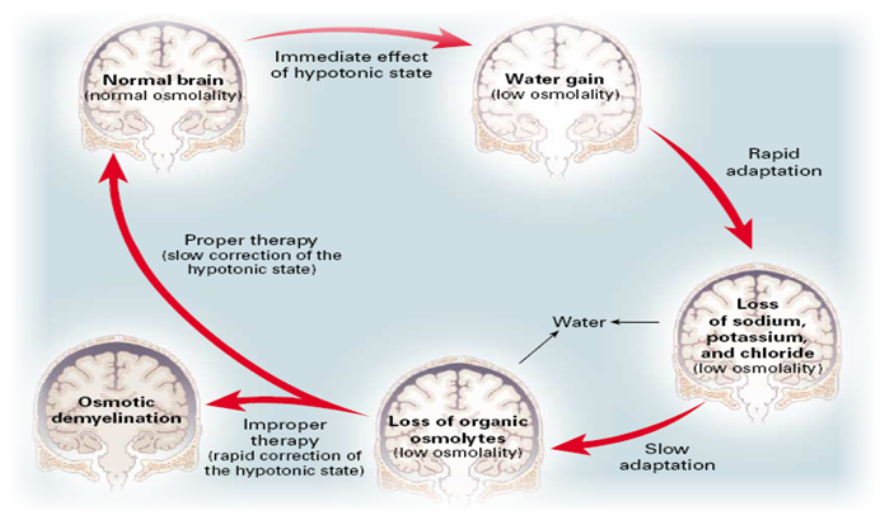 Normal brain
(normal osmolality)
Immediate effect
of hypotonic state
Water gain
(low osmolality)
Rapid
adaptation
Loss
of sodium,
potassium,
and chloride
(low osmolality)
Water
Slow
adaptation
Loss of organic
osmolytes
(low osmolality)
Proper therapy
(slow correction of the
hypotonic state)
Improper
therapy
(rapid correction of
the hypotonic state)
Osmotic
demyelination